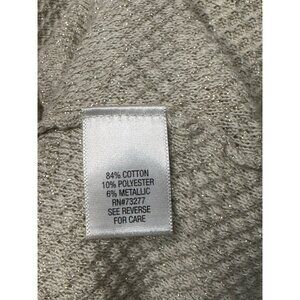 84% COTTON
10% POLYESTER
6% METALLIC
RN#73277
SEE REVERSE
FOR CARE